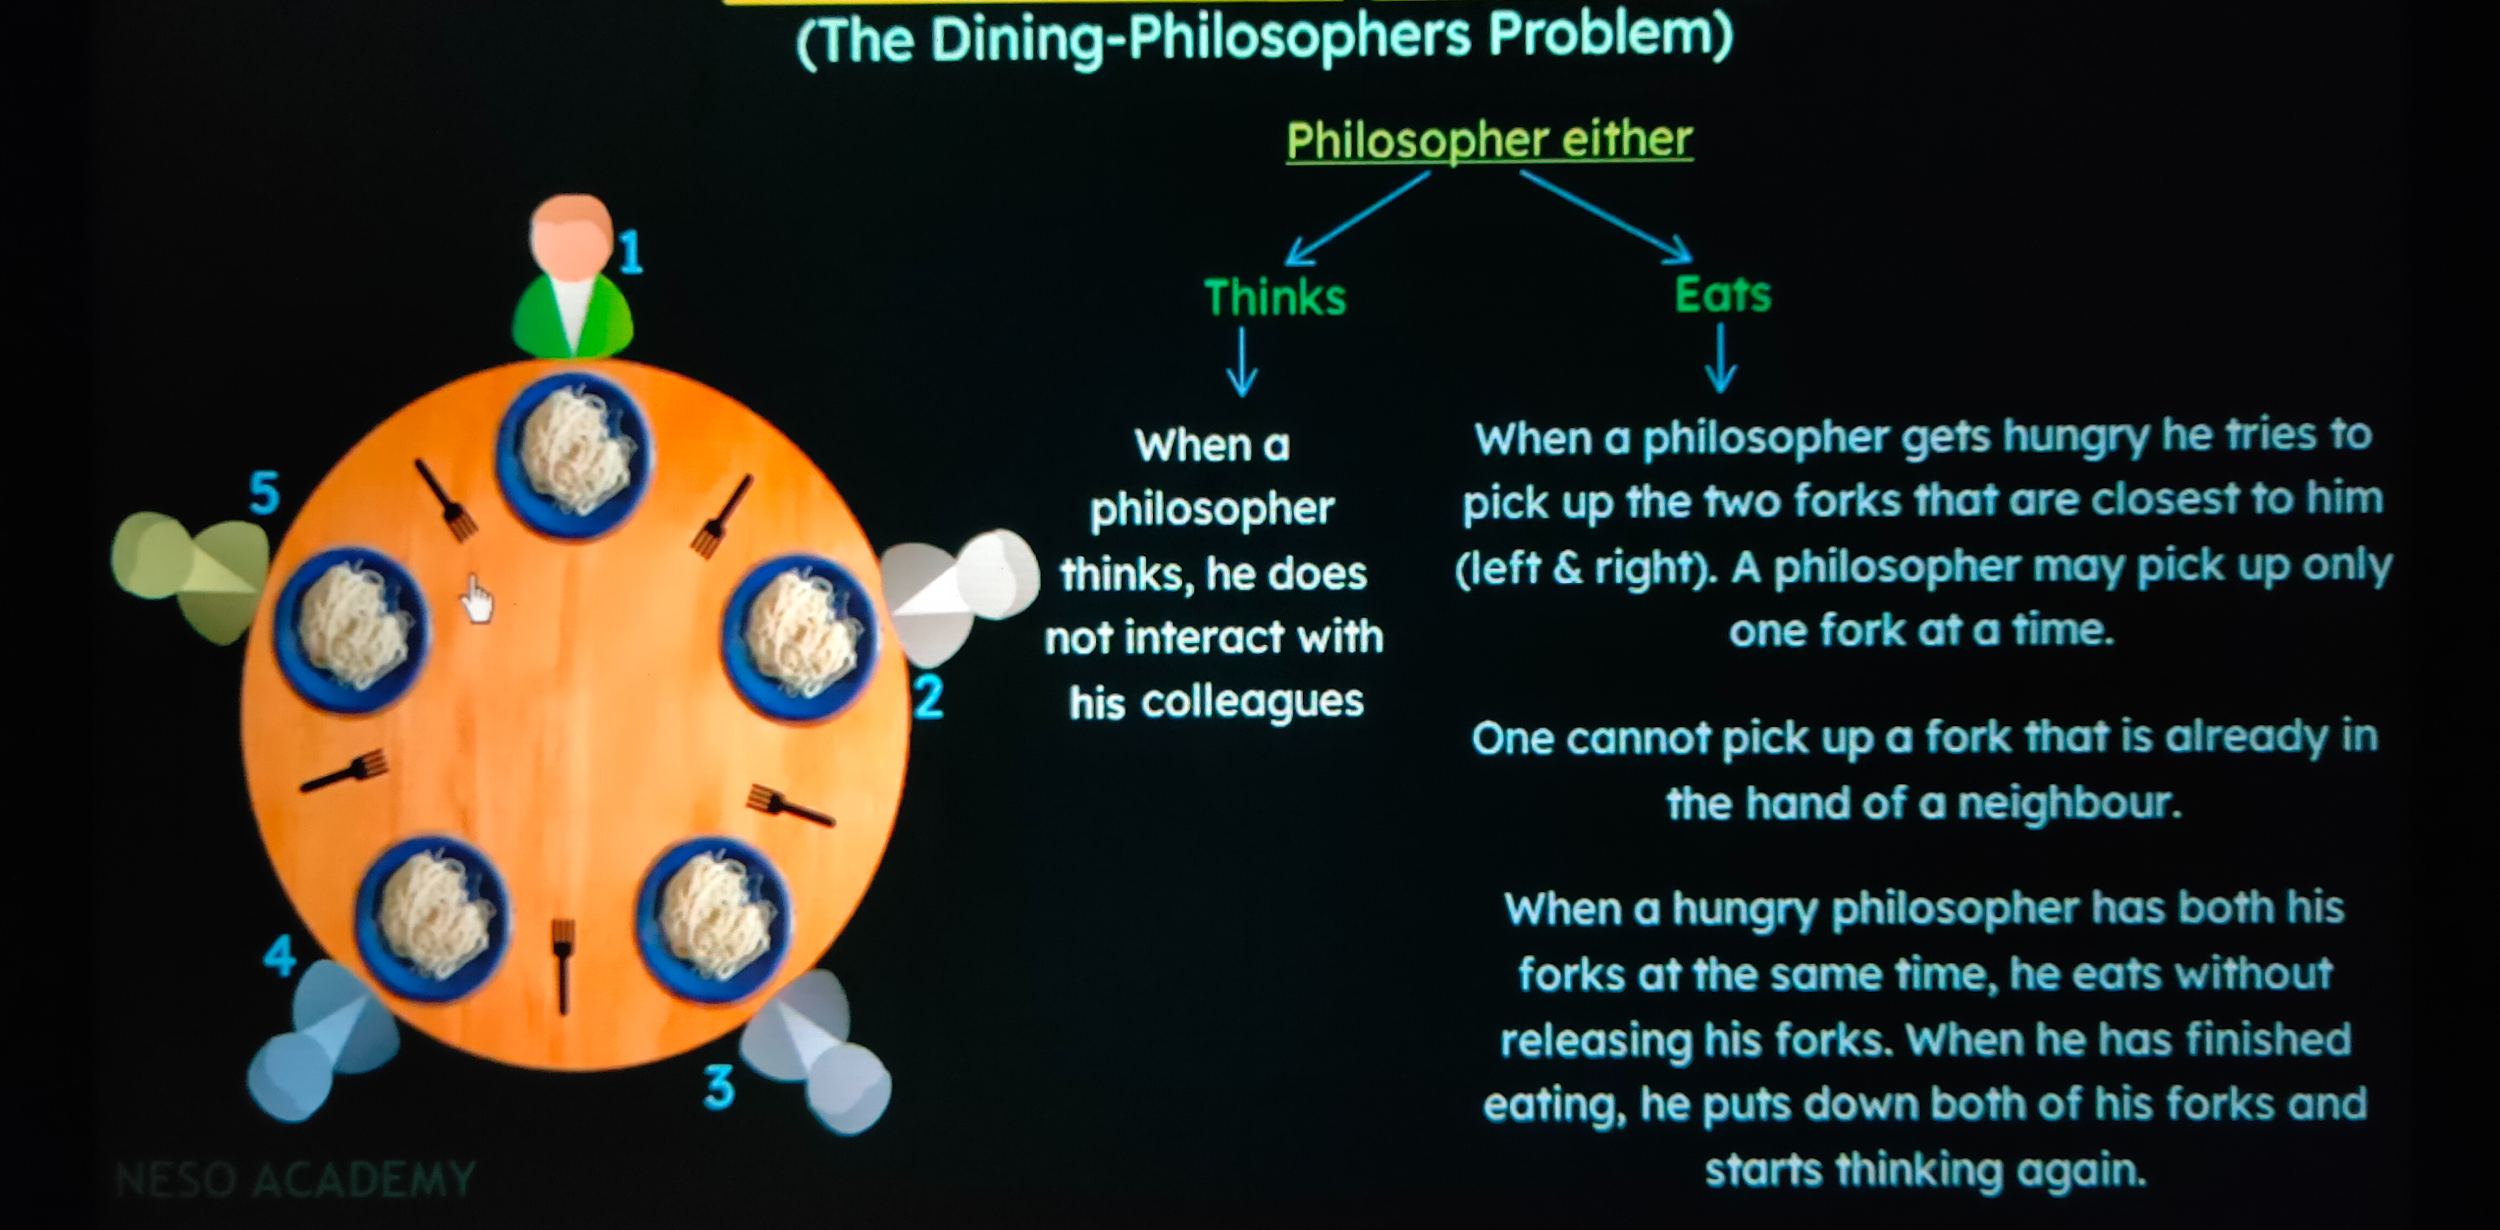 (The Dining-Philosophers Problem)
Philosopher either
Thinks
Eats
When a
philosopher
thinks, he does
not interact with
his colleagues
When a philosopher gets hungry he tries to
pick up the two forks that are closest to him
(left & right). A philosopher may pick up only
one fork at a time.
One cannot pick up a fork that is already in
the hand of a neighbour.
When a hungry philosopher has both his
forks at the same time, he eats without
releasing his forks. When he has finished
eating, he puts down both of his forks and
starts thinking again.
1
5
2
4
3
NESO ACADEMY